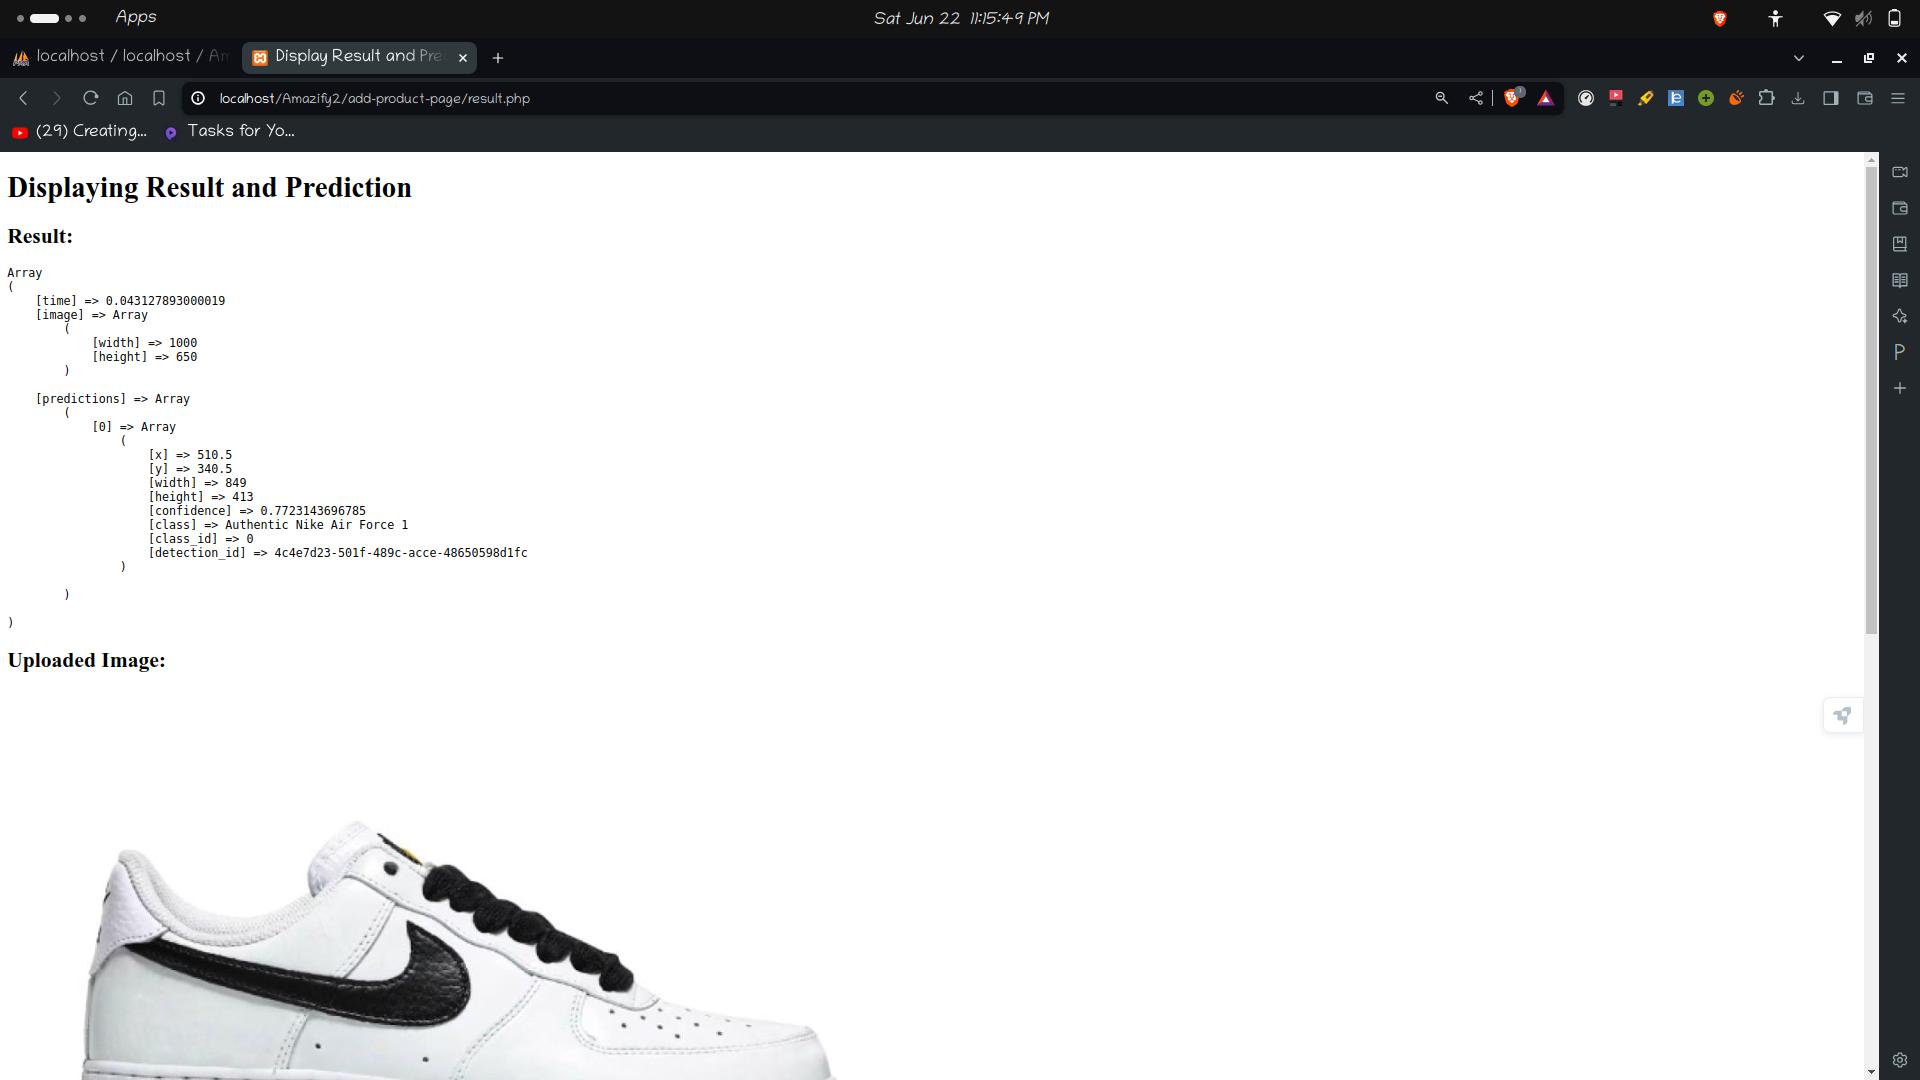 Apps
Sat Jun 22 11:15:49 PM
localhost / localhost / Am
Display Result and Pre
localhost/Amazify2/add-product-page/result.php
(29) Creating...
Tasks for Yo...
Displaying Result and Prediction
Result:
Array
(
    [time] => 0.043127893000019
    [image] => Array
        (
            [width] => 1000
            [height] => 650
        )
    [predictions] => Array
        (
            [0] => Array
                (
                    [x] => 510.5
                    [y] => 340.5
                    [width] => 849
                    [height] => 413
                    [confidence] => 0.7723143696785
                    [class] => Authentic Nike Air Force 1
                    [class_id] => 0
                    [detection_id] => 4c4e7d23-501f-489c-acce-48650598d1fc
                )
        )
)
Uploaded Image: